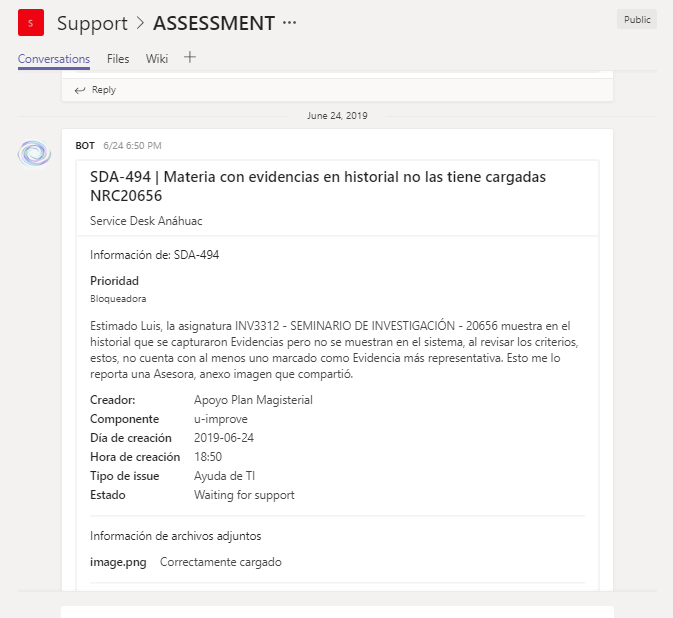 S Support > ASSESSMENT ···
Public
Conversations Files Wiki +
Reply
June 24, 2019
BOT 6/24 6:50 PM
SDA-494 | Materia con evidencias en historial no las tiene cargadas
NRC20656
Service Desk Anáhuac
Información de: SDA-494
Prioridad
Bloqueadora
Estimado Luis, la asignatura INV3312 - SEMINARIO DE INVESTIGACIÓN - 20656 muestra en el
historial que se capturaron Evidencias pero no se muestran en el sistema, al revisar los criterios,
estos, no cuenta con al menos uno marcado como Evidencia más representativa. Esto me lo
reporta una Asesora, anexo imagen que compartió.
Creador: Apoyo Plan Magisterial
Componente u-improve
Día de creación 2019-06-24
Hora de creación 18:50
Tipo de issue Ayuda de TI
Estado Waiting for support
Información de archivos adjuntos
image.png Correctamente cargado